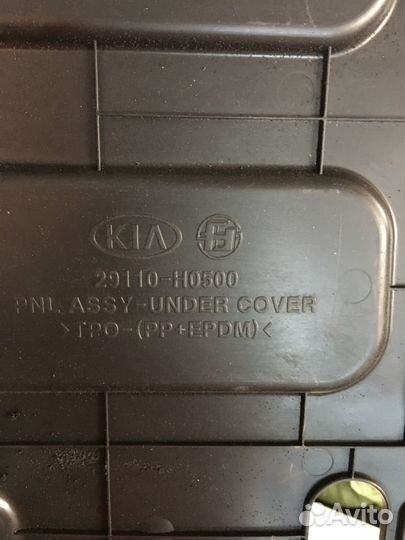 KIA
29110-H0500
PNL ASSY-UNDER COVER
>TPO-(PP+EPDM)<
Avito